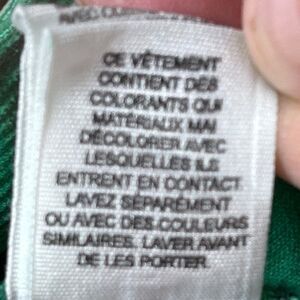 CE VÊTEMENT
CONTIENT DES
COLORANTS QUI
MATÉRIAUX MAI
DÉCOLORER AVEC
LESQUELLES ILS
ENTRENT EN CONTACT
LAVEZ SÉPARÉMENT
OU AVEC DES COULEURS
SIMILAIRES. LAVER AVANT
DE LES PORTER.